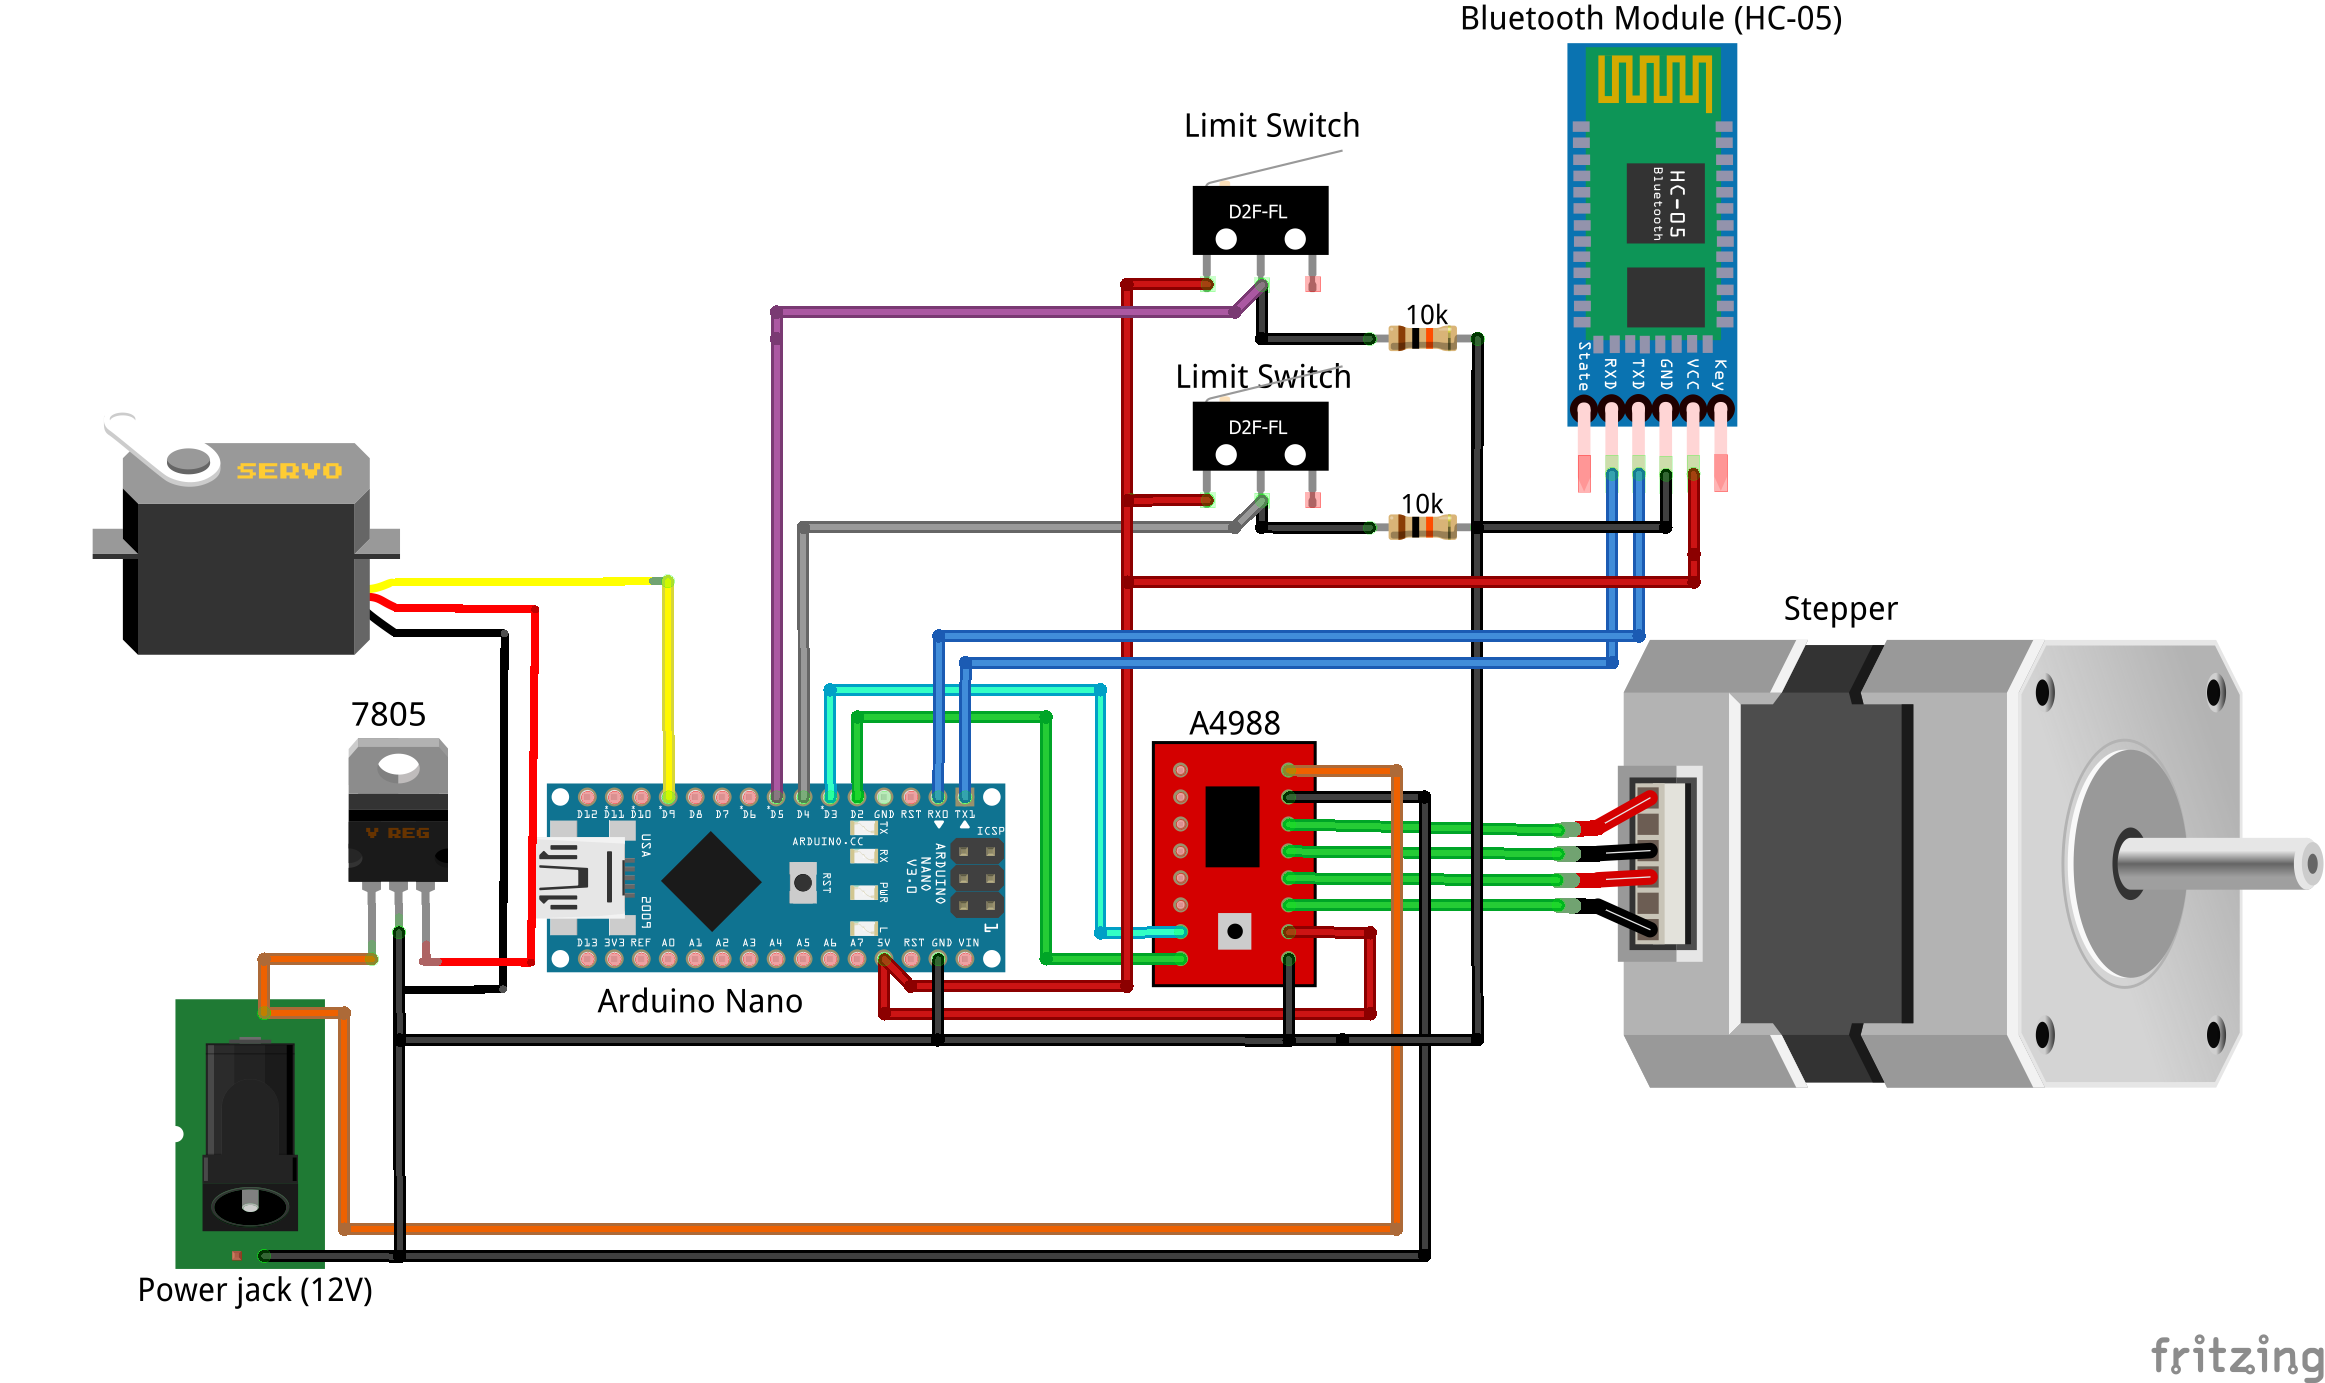 Bluetooth Module (HC-05)
Limit Switch
D2F-FL
HC-05
Bluetooth
10k
State
RXD
TXD
GND
VCC
Key
Limit Switch
D2F-FL
10k
SERVO
Stepper
7805
V REG
A4988
D12 D11 D10 D9 D8 D7 D6 D5 D4 D3 D2 GND RST RX0 TX1
TX
RX
PWR
L
USA
2009
ARDUINO.CC
RST
ARDUINO
NANO
V3.0
ICSP
1
D13 3V3 REF A0 A1 A2 A3 A4 A5 A6 A7 5V RST GND VIN
Arduino Nano
Power jack (12V)
fritzing